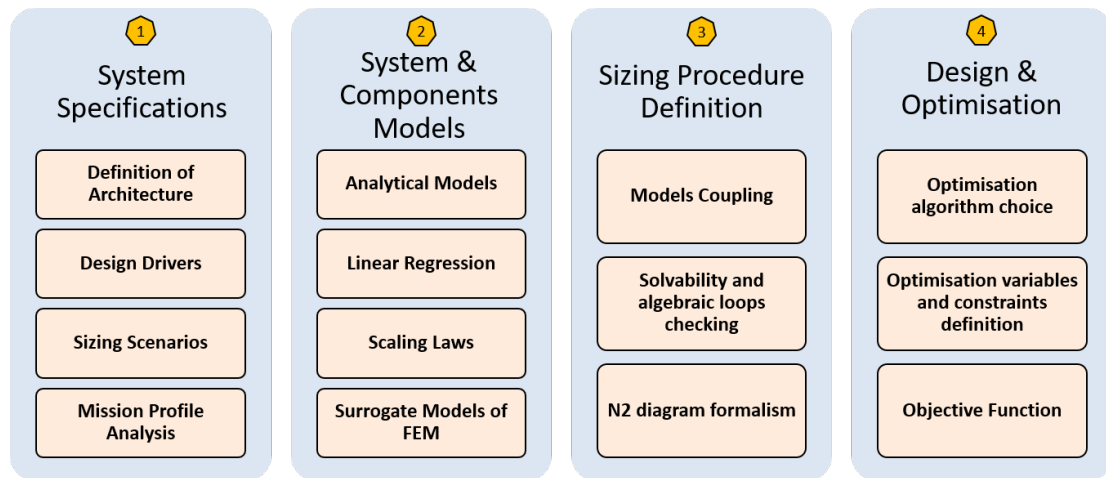 1
System
Specifications
Definition of
Architecture
Design Drivers
Sizing Scenarios
Mission Profile
Analysis
2
System &
Components
Models
Analytical Models
Linear Regression
Scaling Laws
Surrogate Models of
FEM
3
Sizing Procedure
Definition
Models Coupling
Solvability and
algebraic loops
checking
N2 diagram formalism
4
Design &
Optimisation
Optimisation
algorithm choice
Optimisation variables
and constraints
definition
Objective Function